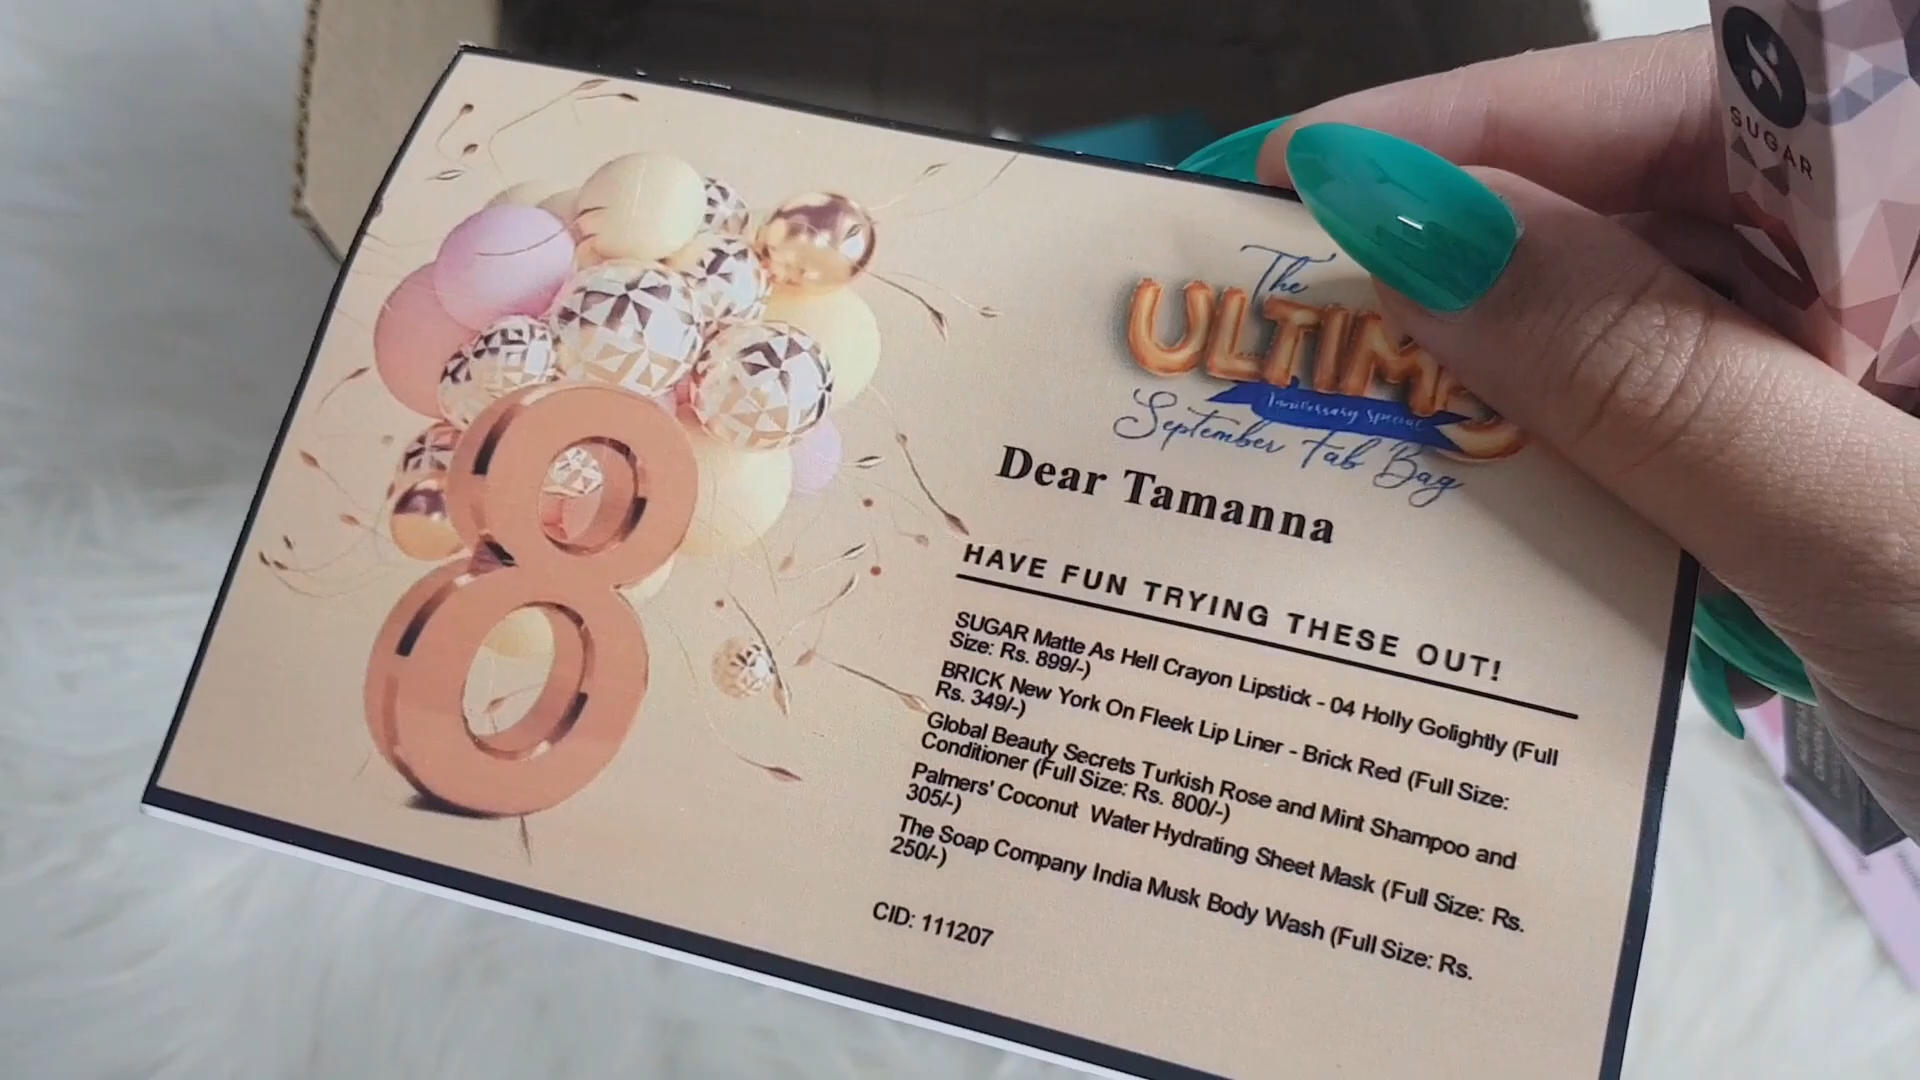 SUGAR
8
The
Anniversary Special
September Fab Bag
Dear Tamanna
HAVE FUN TRYING THESE OUT!
SUGAR Matte As Hell Crayon Lipstick - 04 Holly Golightly (Full
Size: Rs. 899/-)
BRICK New York On Fleek Lip Liner - Brick Red (Full Size:
Rs. 349/-)
Global Beauty Secrets Turkish Rose and Mint Shampoo and
Conditioner (Full Size: Rs. 800/-)
Palmers' Coconut Water Hydrating Sheet Mask (Full Size: Rs.
305/-)
The Soap Company India Musk Body Wash (Full Size: Rs.
250/-)
CID: 111207